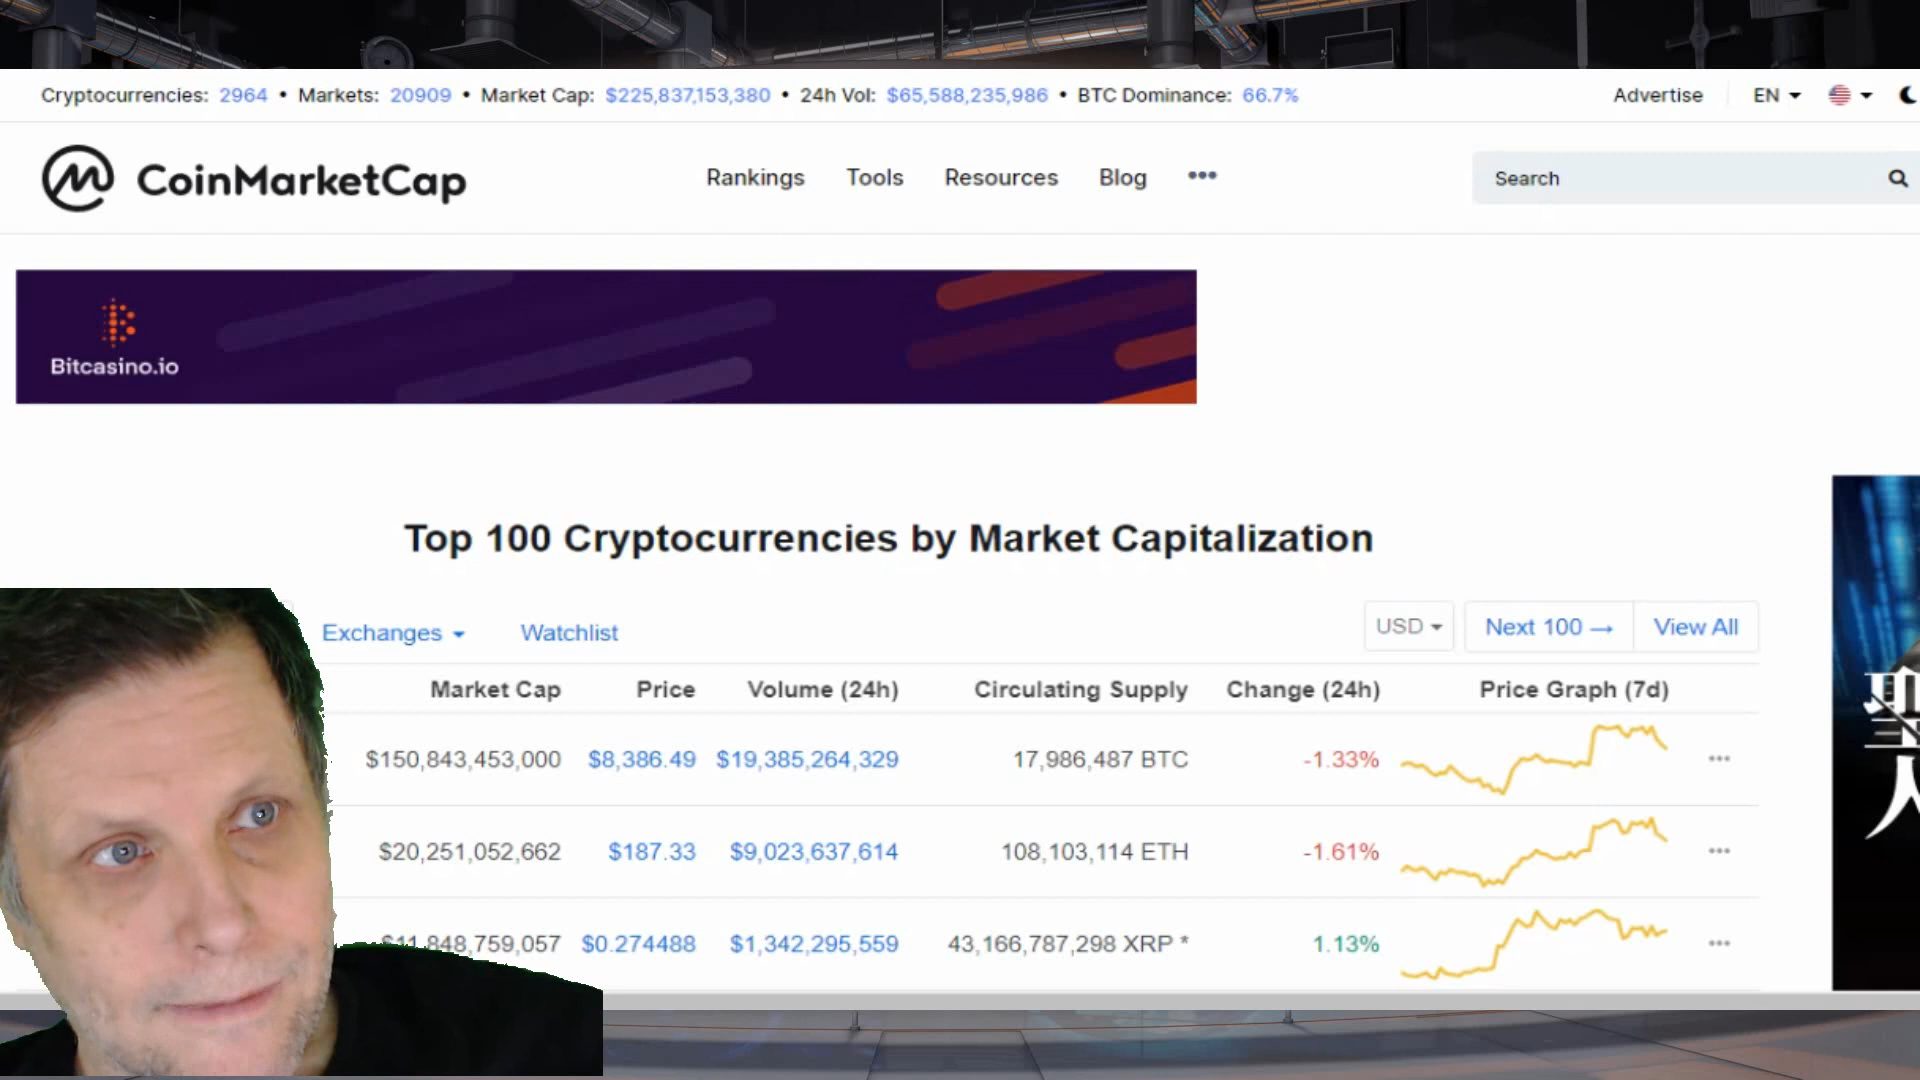 Cryptocurrencies: 2964 • Markets: 20909 • Market Cap: $225,837,153,380 • 24h Vol: $65,588,235,986 • BTC Dominance: 66.7%
Advertise EN
CoinMarketCap
Rankings Tools Resources Blog •••
Search
Bitcasino.io
Top 100 Cryptocurrencies by Market Capitalization
Exchanges Watchlist
USD Next 100 → View All
Market Cap Price Volume (24h) Circulating Supply Change (24h) Price Graph (7d)
$150,843,453,000 $8,386.49 $19,385,264,329 17,986,487 BTC -1.33% •••
$20,251,052,662 $187.33 $9,023,637,614 108,103,114 ETH -1.61% •••
$11,848,759,057 $0.274488 $1,342,295,559 43,166,787,298 XRP * 1.13% •••